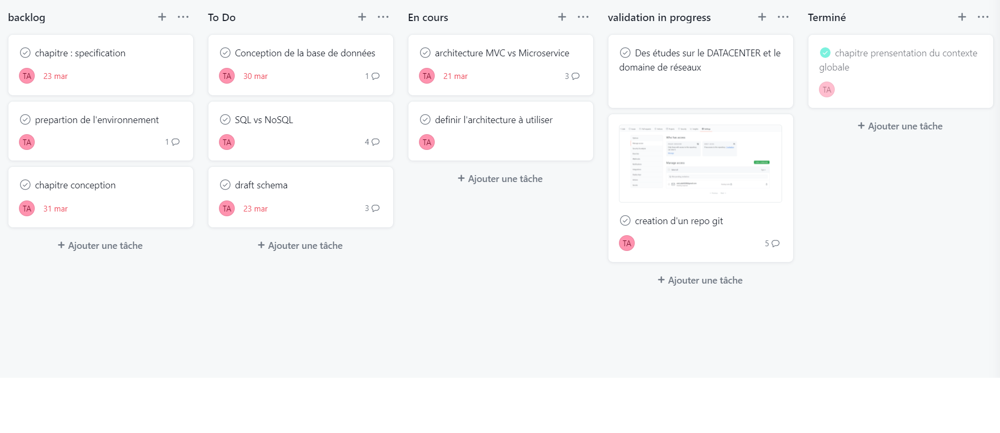 backlog
chapitre : specification
TA 23 mar
prepartion de l'environnement
TA 1
chapitre conception
TA 31 mar
+ Ajouter une tâche
To Do
Conception de la base de données
TA 30 mar 1
SQL vs NoSQL
TA 4
draft schema
TA 23 mar 3
+ Ajouter une tâche
En cours
architecture MVC vs Microservice
TA 21 mar 3
definir l'architecture à utiliser
TA
+ Ajouter une tâche
validation in progress
Des études sur le DATACENTER et le
domaine de réseaux
Who has access
Manage access
creation d'un repo git
TA 5
+ Ajouter une tâche
Terminé
chapitre prensentation du contexte
globale
TA
+ Ajouter une tâche